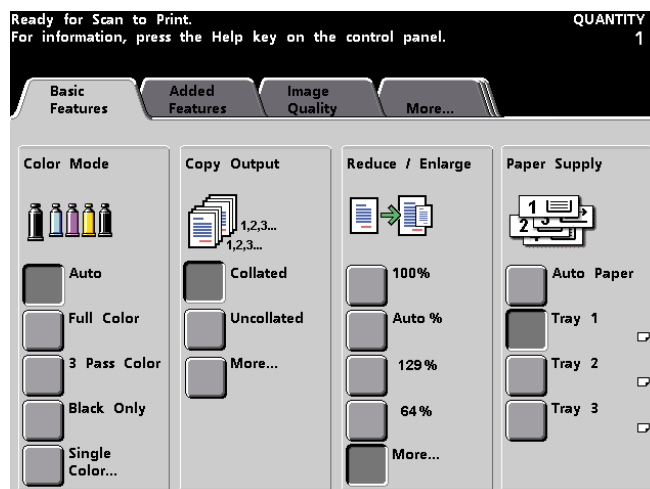 Ready for Scan to Print.
QUANTITY
For information, press the Help key on the control panel.
1
Basic
Features
Added
Features
Image
Quality
More...
Color Mode
Auto
Full Color
3 Pass Color
Black Only
Single
Color...
Copy Output
1,2,3...
1,2,3...
Collated
Uncollated
More...
Reduce / Enlarge
100%
Auto %
129%
64%
More...
Paper Supply
1
2
3
Auto Paper
Tray 1
Tray 2
Tray 3